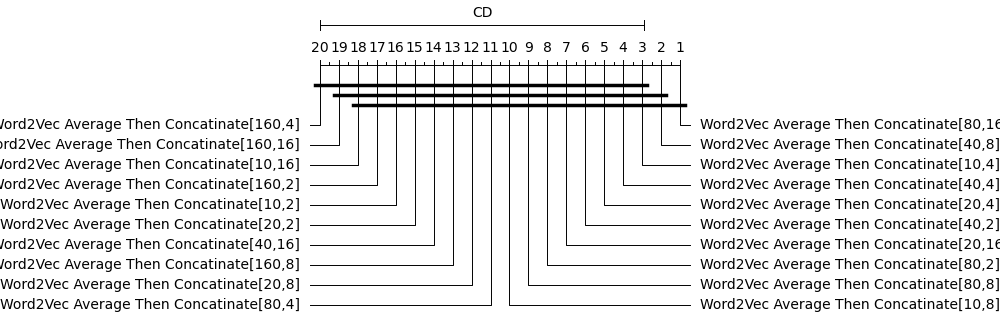 CD
20 19 18 17 16 15 14 13 12 11 10 9 8 7 6 5 4 3 2 1
Word2Vec Average Then Concatinate[160,4] Word2Vec Average Then Concatinate[80,16
ord2Vec Average Then Concatinate[160,16] Word2Vec Average Then Concatinate[40,8]
Word2Vec Average Then Concatinate[10,16] Word2Vec Average Then Concatinate[10,4]
Word2Vec Average Then Concatinate[160,2] Word2Vec Average Then Concatinate[40,4]
Word2Vec Average Then Concatinate[10,2] Word2Vec Average Then Concatinate[20,4]
Word2Vec Average Then Concatinate[20,2] Word2Vec Average Then Concatinate[40,2]
Word2Vec Average Then Concatinate[40,16] Word2Vec Average Then Concatinate[20,16
Word2Vec Average Then Concatinate[160,8] Word2Vec Average Then Concatinate[80,2]
Word2Vec Average Then Concatinate[20,8] Word2Vec Average Then Concatinate[80,8]
Word2Vec Average Then Concatinate[80,4] Word2Vec Average Then Concatinate[10,8]